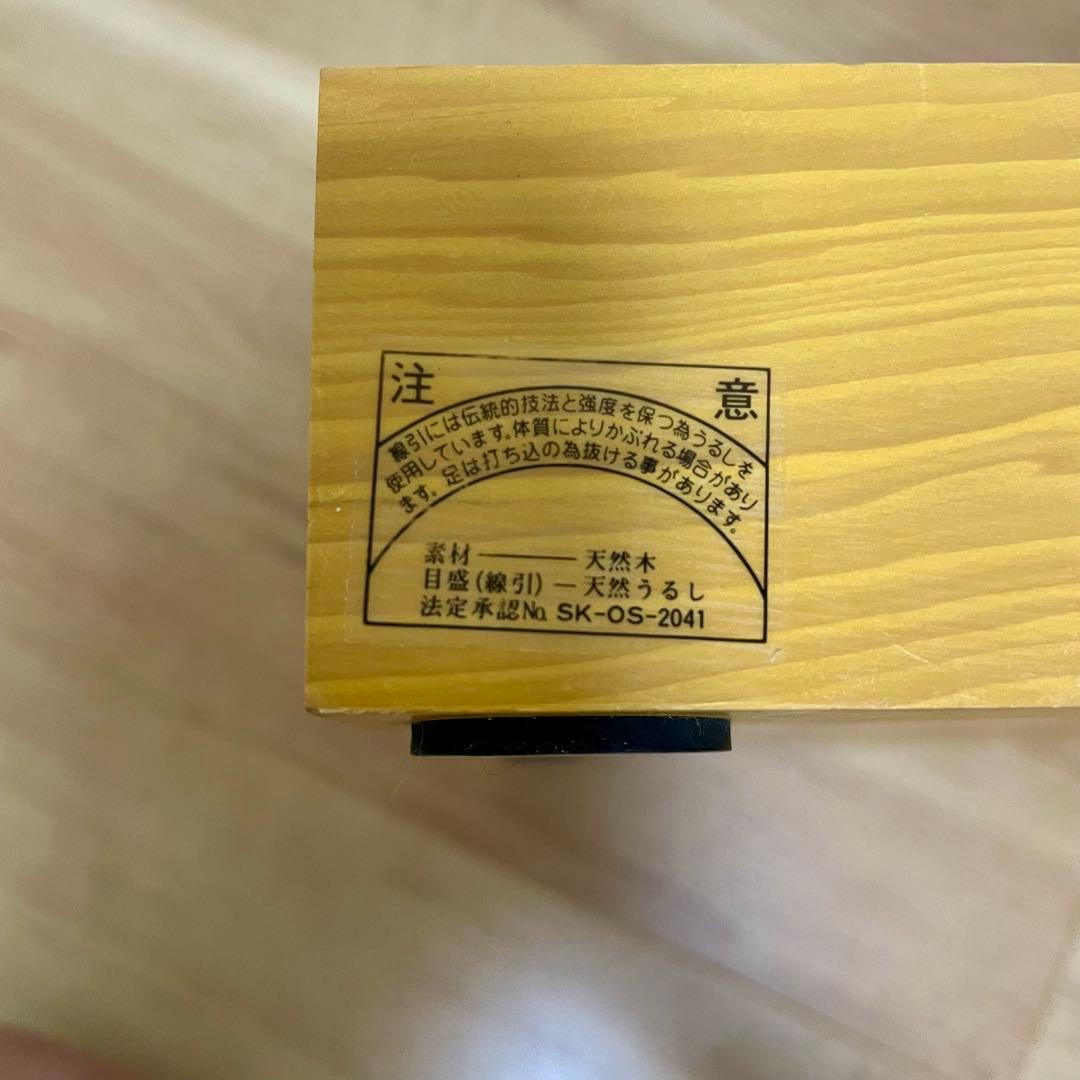 注意
線引には伝統的技法と強度を保つ為うるしを
使用しています。体質によりかぶれる場合があり
ます。足は打ち込の為抜ける事があります。
素材 ——— 天然木
目盛(線引) — 天然うるし
法定承認No. SK-OS-2041